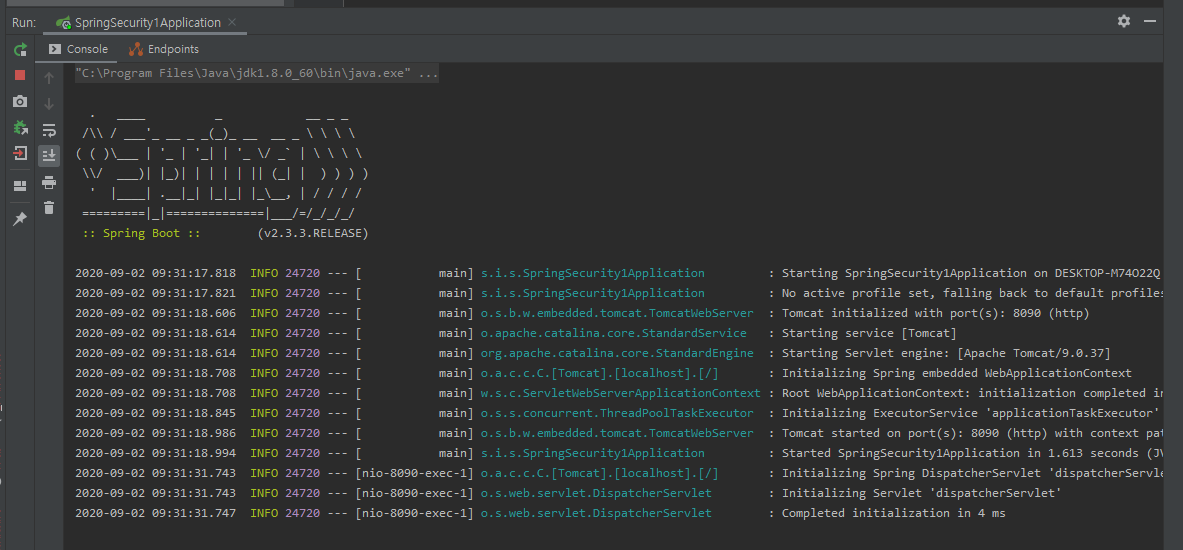 Run: SpringSecurity1Application ×
Console Endpoints
"C:\Program Files\Java\jdk1.8.0_60\bin\java.exe" ...
  .   ____          _            __ _ _
 /\\ / ___'_ __ _ _(_)_ __  __ _ \ \ \ \
( ( )\___ | '_ | '_| | '_ \/ _` | \ \ \ \
 \\/  ___)| |_)| | | | | || (_| |  ) ) ) )
  '  |____| .__|_| |_|_| |_\__, | / / / /
 =========|_|==============|___/=/_/_/_/
 :: Spring Boot ::        (v2.3.3.RELEASE)
2020-09-02 09:31:17.818  INFO 24720 --- [           main] s.i.s.SpringSecurity1Application         : Starting SpringSecurity1Application on DESKTOP-M74O22Q
2020-09-02 09:31:17.821  INFO 24720 --- [           main] s.i.s.SpringSecurity1Application         : No active profile set, falling back to default profiles
2020-09-02 09:31:18.606  INFO 24720 --- [           main] o.s.b.w.embedded.tomcat.TomcatWebServer  : Tomcat initialized with port(s): 8090 (http)
2020-09-02 09:31:18.614  INFO 24720 --- [           main] o.apache.catalina.core.StandardService   : Starting service [Tomcat]
2020-09-02 09:31:18.614  INFO 24720 --- [           main] org.apache.catalina.core.StandardEngine  : Starting Servlet engine: [Apache Tomcat/9.0.37]
2020-09-02 09:31:18.708  INFO 24720 --- [           main] o.a.c.c.C.[Tomcat].[localhost].[/]       : Initializing Spring embedded WebApplicationContext
2020-09-02 09:31:18.708  INFO 24720 --- [           main] w.s.c.ServletWebServerApplicationContext : Root WebApplicationContext: initialization completed in
2020-09-02 09:31:18.845  INFO 24720 --- [           main] o.s.s.concurrent.ThreadPoolTaskExecutor  : Initializing ExecutorService 'applicationTaskExecutor'
2020-09-02 09:31:18.986  INFO 24720 --- [           main] o.s.b.w.embedded.tomcat.TomcatWebServer  : Tomcat started on port(s): 8090 (http) with context pat
2020-09-02 09:31:18.994  INFO 24720 --- [           main] s.i.s.SpringSecurity1Application         : Started SpringSecurity1Application in 1.613 seconds (JV
2020-09-02 09:31:31.743  INFO 24720 --- [nio-8090-exec-1] o.a.c.c.C.[Tomcat].[localhost].[/]       : Initializing Spring DispatcherServlet 'dispatcherServle
2020-09-02 09:31:31.743  INFO 24720 --- [nio-8090-exec-1] o.s.web.servlet.DispatcherServlet        : Initializing Servlet 'dispatcherServlet'
2020-09-02 09:31:31.747  INFO 24720 --- [nio-8090-exec-1] o.s.web.servlet.DispatcherServlet        : Completed initialization in 4 ms